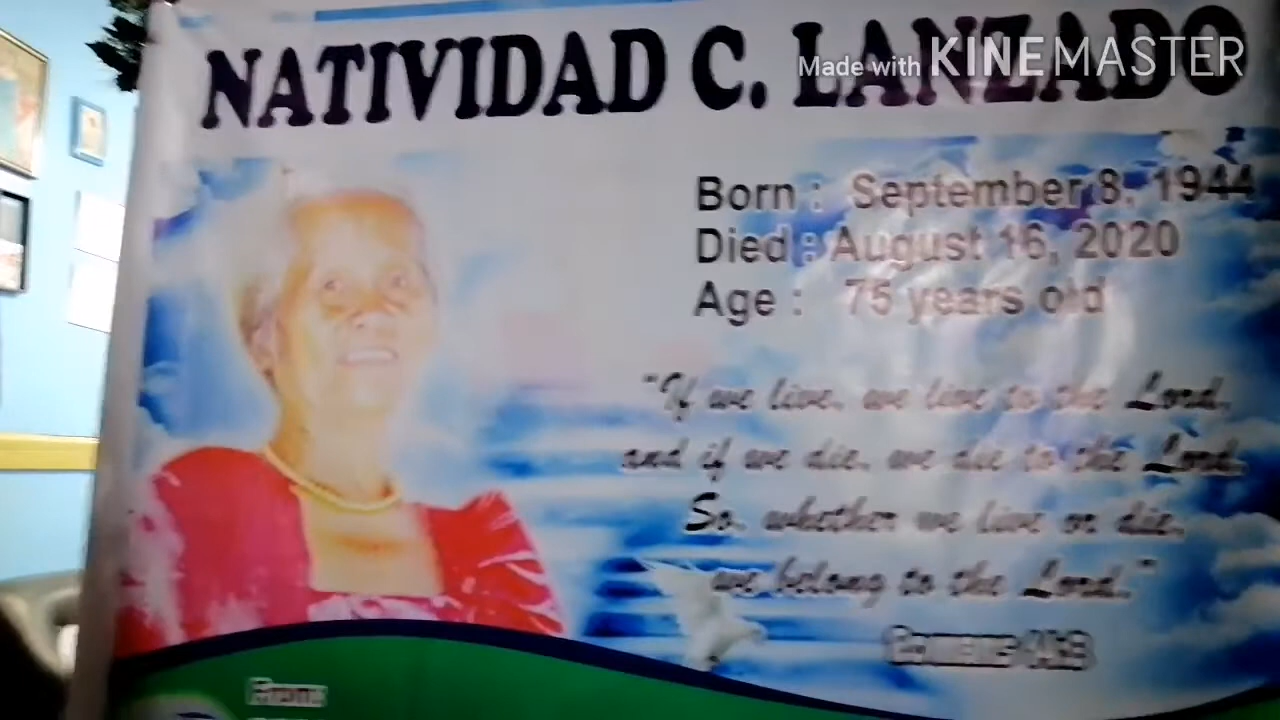 NATIVIDAD C. LANZADO
Made with KINEMASTER
Born : September 8, 1944
Died : August 16, 2020
Age : 75 years old
"If we live, we live to the Lord,
and if we die, we die to the Lord.
So, whether we live or die,
we belong to the Lord."
From: